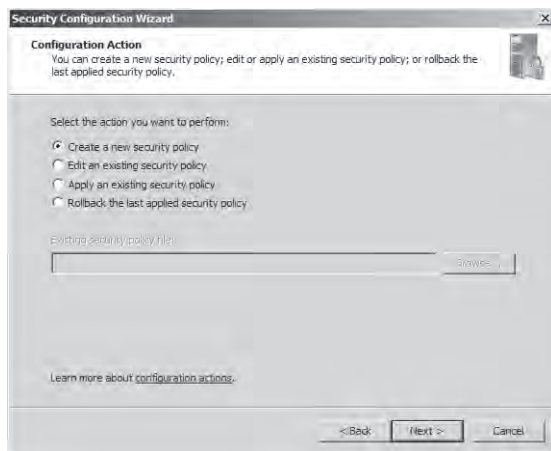 Security Configuration Wizard
Configuration Action
You can create a new security policy; edit or apply an existing security policy; or rollback the
last applied security policy.
Select the action you want to perform:
Create a new security policy
Edit an existing security policy
Apply an existing security policy
Rollback the last applied security policy
Existing security policy file:
Browse...
Learn more about configuration actions.
< Back
Next >
Cancel